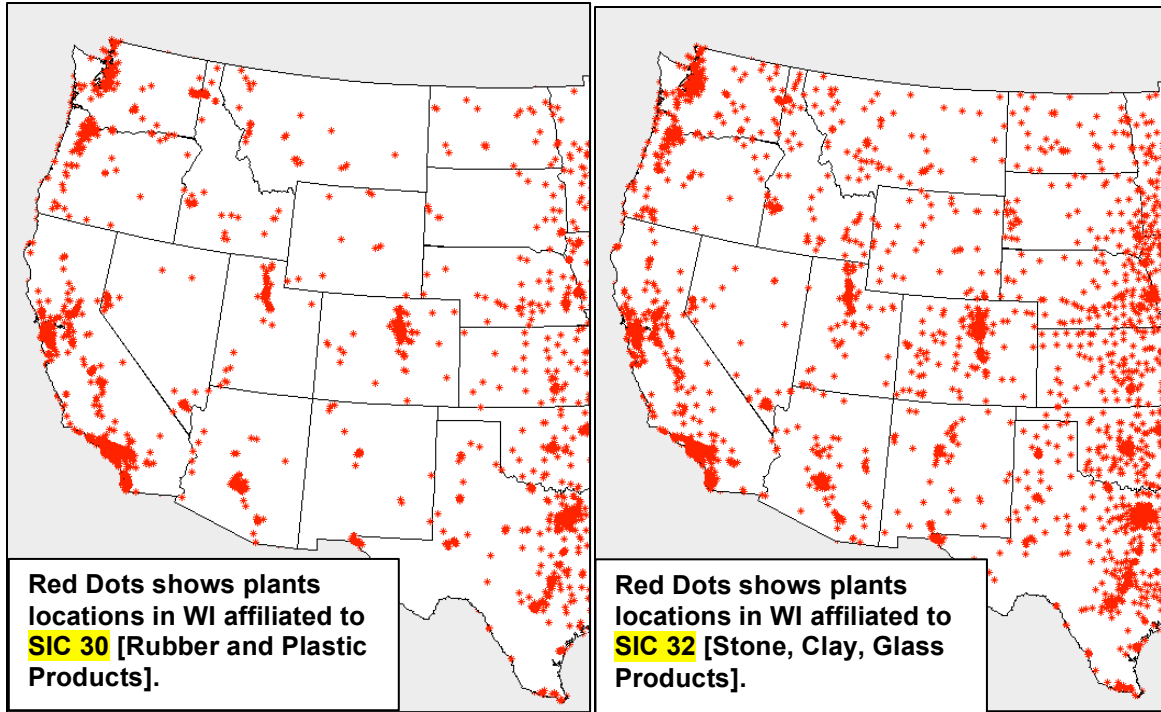 Red Dots shows plants
locations in WI affiliated to
SIC 30 [Rubber and Plastic
Products].
Red Dots shows plants
locations in WI affiliated to
SIC 32 [Stone, Clay, Glass
Products].